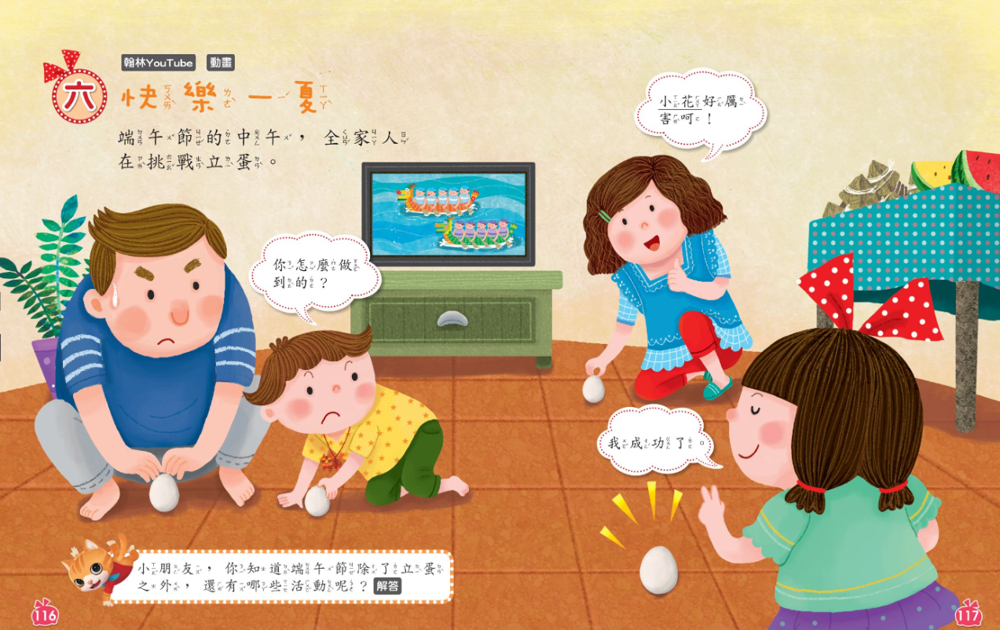 翰林YouTube 動畫
六 快樂一夏
端午節的中午，全家人
在挑戰立蛋。
小花好厲
害呵！
你怎麼做
到的？
我成功了。
小朋友，你知道端午節除了立蛋
之外，還有哪些活動呢？解答
116
117